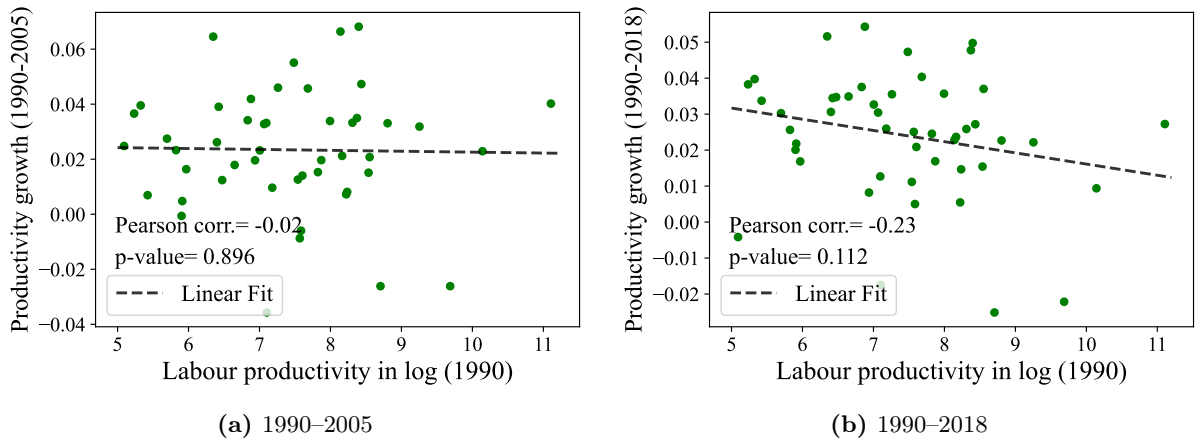 Productivity growth (1990-2005)
0.06
0.04
0.02
0.00
−0.02
−0.04
Pearson corr.= -0.02
p-value= 0.896
Linear Fit
5 6 7 8 9 10 11
Labour productivity in log (1990)
(a) 1990–2005
Productivity growth (1990-2018)
0.05
0.04
0.03
0.02
0.01
0.00
−0.01
−0.02
Pearson corr.= -0.23
p-value= 0.112
Linear Fit
5 6 7 8 9 10 11
Labour productivity in log (1990)
(b) 1990–2018